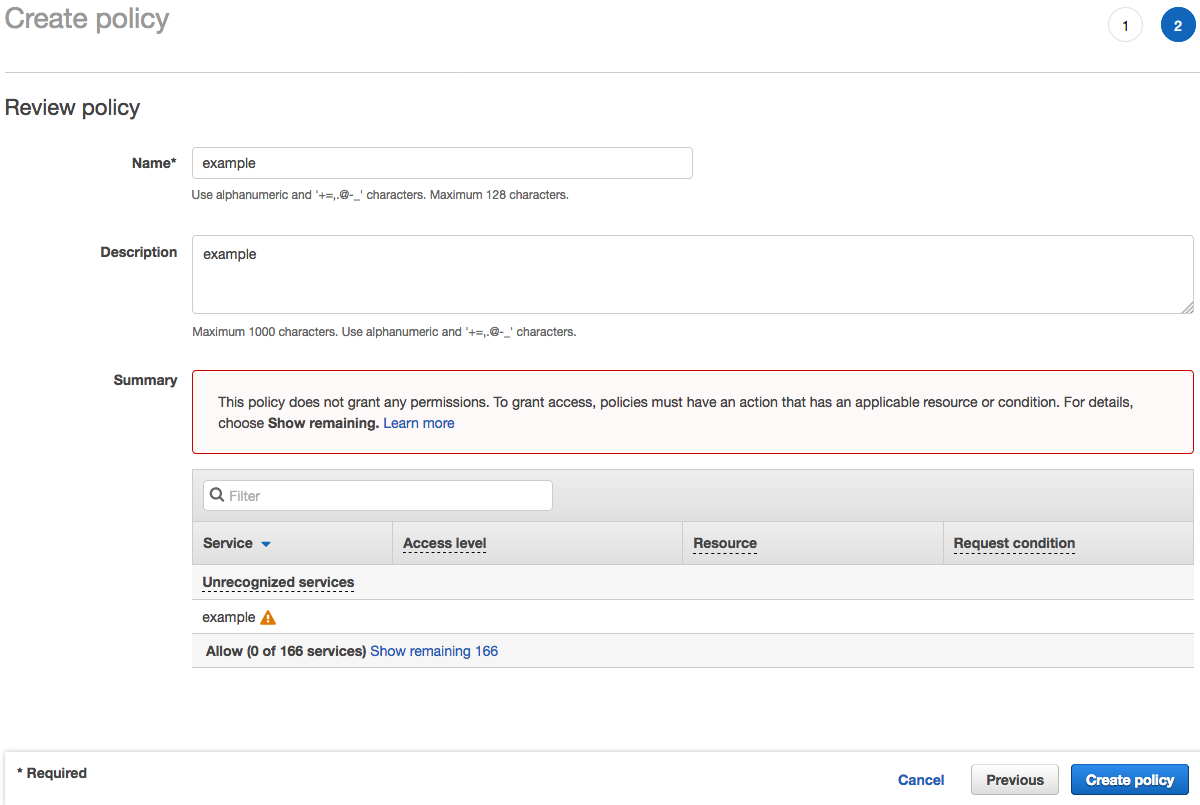 Create policy
1
2
Review policy
Name*
example
Use alphanumeric and '+=,.@-_' characters. Maximum 128 characters.
Description
example
Maximum 1000 characters. Use alphanumeric and '+=,.@-_' characters.
Summary
This policy does not grant any permissions. To grant access, policies must have an action that has an applicable resource or condition. For details,
choose Show remaining. Learn more
Filter
Service Access level Resource Request condition
Unrecognized services
example
Allow (0 of 166 services) Show remaining 166
* Required
Cancel Previous Create policy